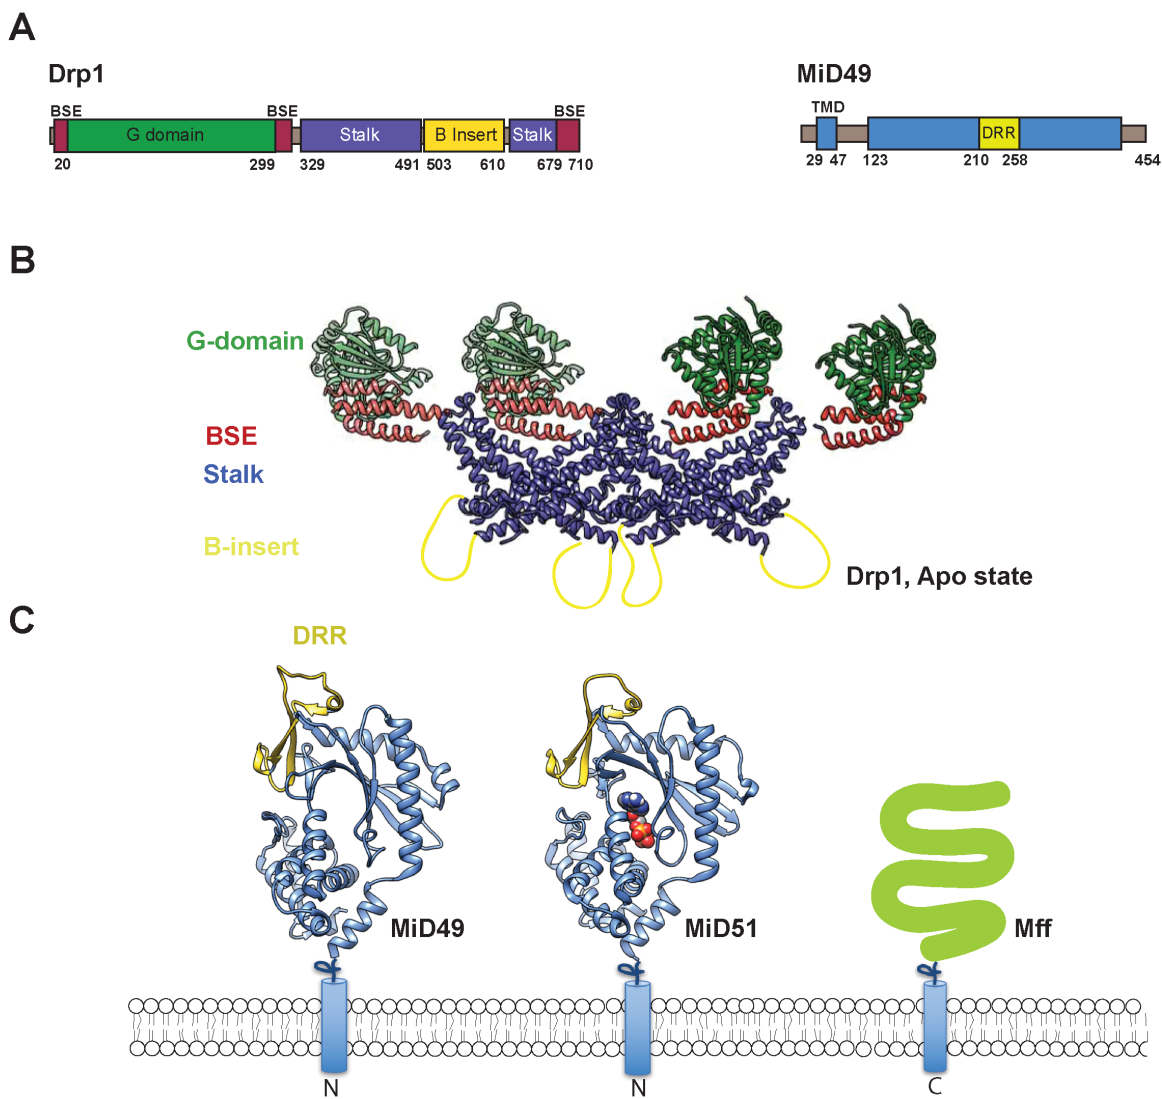 A
Drp1
MiD49
BSE BSE BSE
TMD
G domain Stalk B Insert Stalk
DRR
20 299 329 491 503 610 679 710
29 47 123 210 258 454
B
G-domain
BSE
Stalk
B-insert
Drp1, Apo state
C
DRR
MiD49 MiD51 Mff
N N C